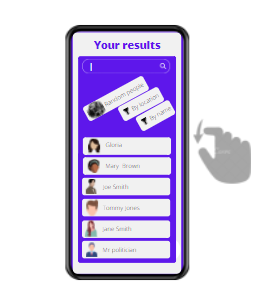 Your results
Random people
By location
By name
Gloria
Mary Brown
Joe Smith
Tommy Jones
Jane Smith
Mr politician